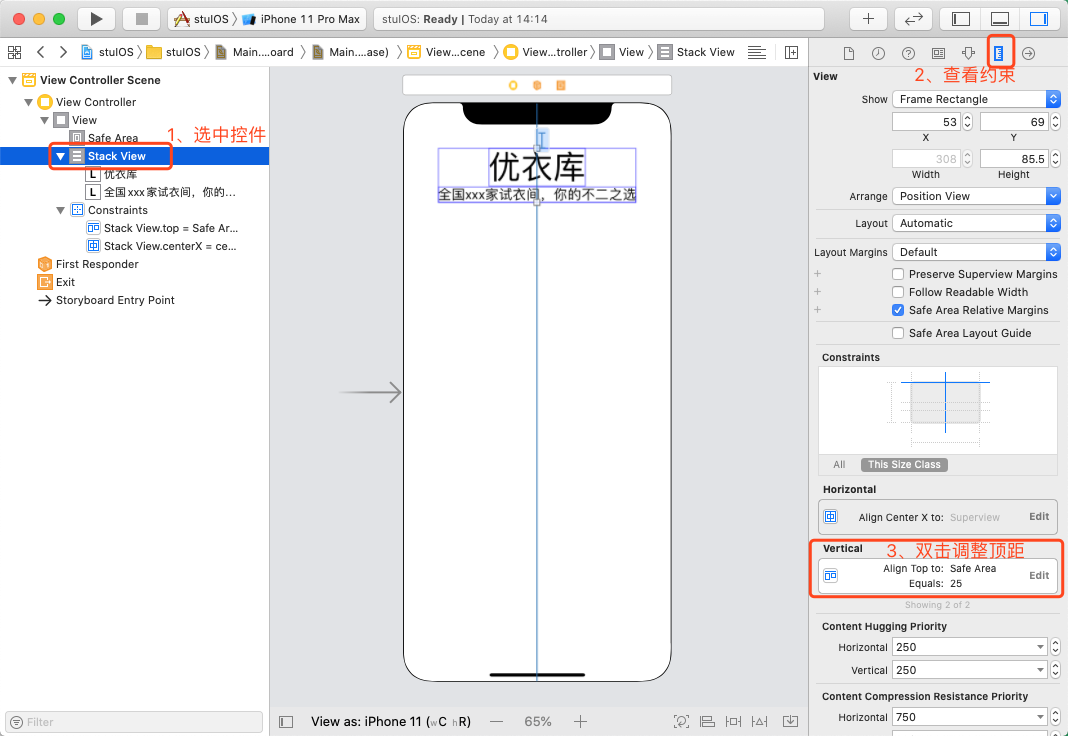 stuIOS 〉 iPhone 11 Pro Max
stuIOS: Ready | Today at 14:14
stuIOS 〉 stuIOS 〉 Main....oard 〉 Main....ase) 〉 View...cene 〉 View...troller 〉 View 〉 Stack View
View Controller Scene
View Controller
View
Safe Area
Stack View
L 优衣库
L 全国xxx家试衣间，你的...
Constraints
Stack View.top = Safe Ar...
Stack View.centerX = ce...
First Responder
Exit
Storyboard Entry Point
Filter
1、选中控件
优衣库
全国xxx家试衣间，你的不二之选
View as: iPhone 11 (wC hR)
65%
2、查看约束
View
Show Frame Rectangle
53 69
X Y
308 85.5
Width Height
Arrange Position View
Layout Automatic
Layout Margins Default
Preserve Superview Margins
Follow Readable Width
Safe Area Relative Margins
Safe Area Layout Guide
Constraints
All This Size Class
Horizontal
Align Center X to: Superview Edit
Vertical
3、双击调整顶距
Align Top to: Safe Area
Equals: 25
Edit
Showing 2 of 2
Content Hugging Priority
Horizontal 250
Vertical 250
Content Compression Resistance Priority
Horizontal 750